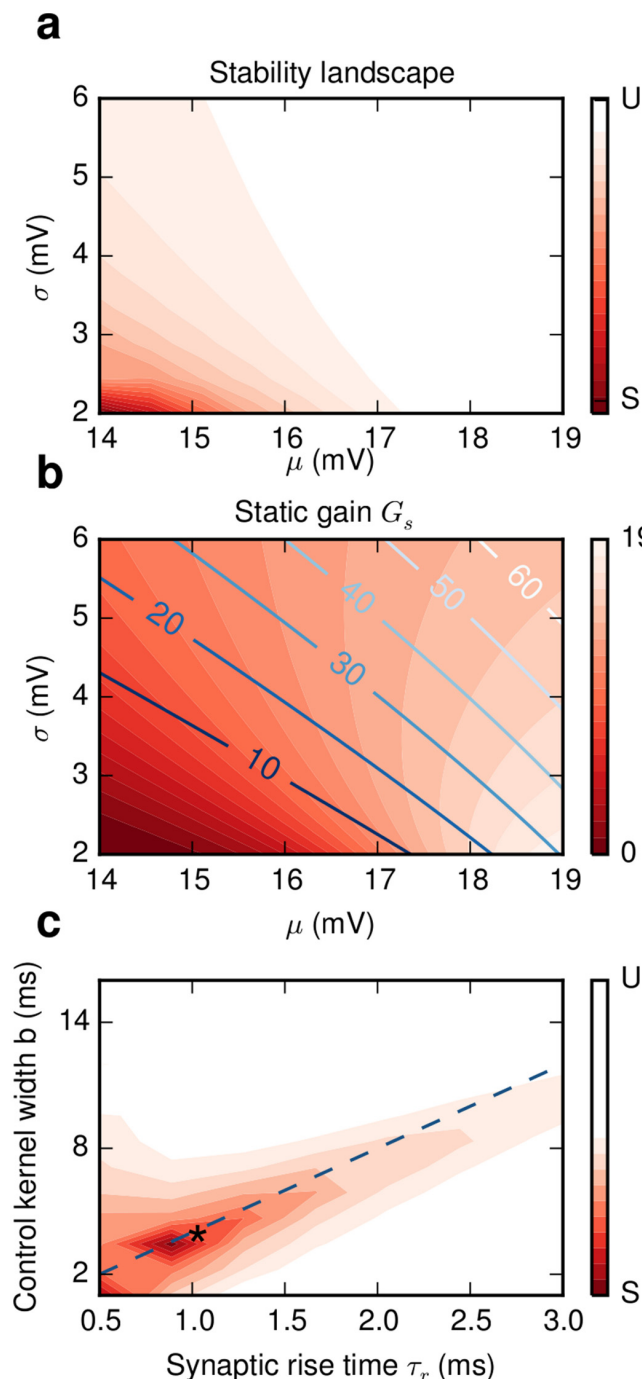 a
Stability landscape
6
5
4
3
2
σ (mV)
14 15 16 17 18 19
μ (mV)
U
S
b
Static gain G_s
6
5
4
3
2
σ (mV)
10
20
30
40
50
60
14 15 16 17 18 19
μ (mV)
19
0
c
Control kernel width b (ms)
14
8
2
*
0.5 1.0 1.5 2.0 2.5 3.0
Synaptic rise time τ_r (ms)
U
S